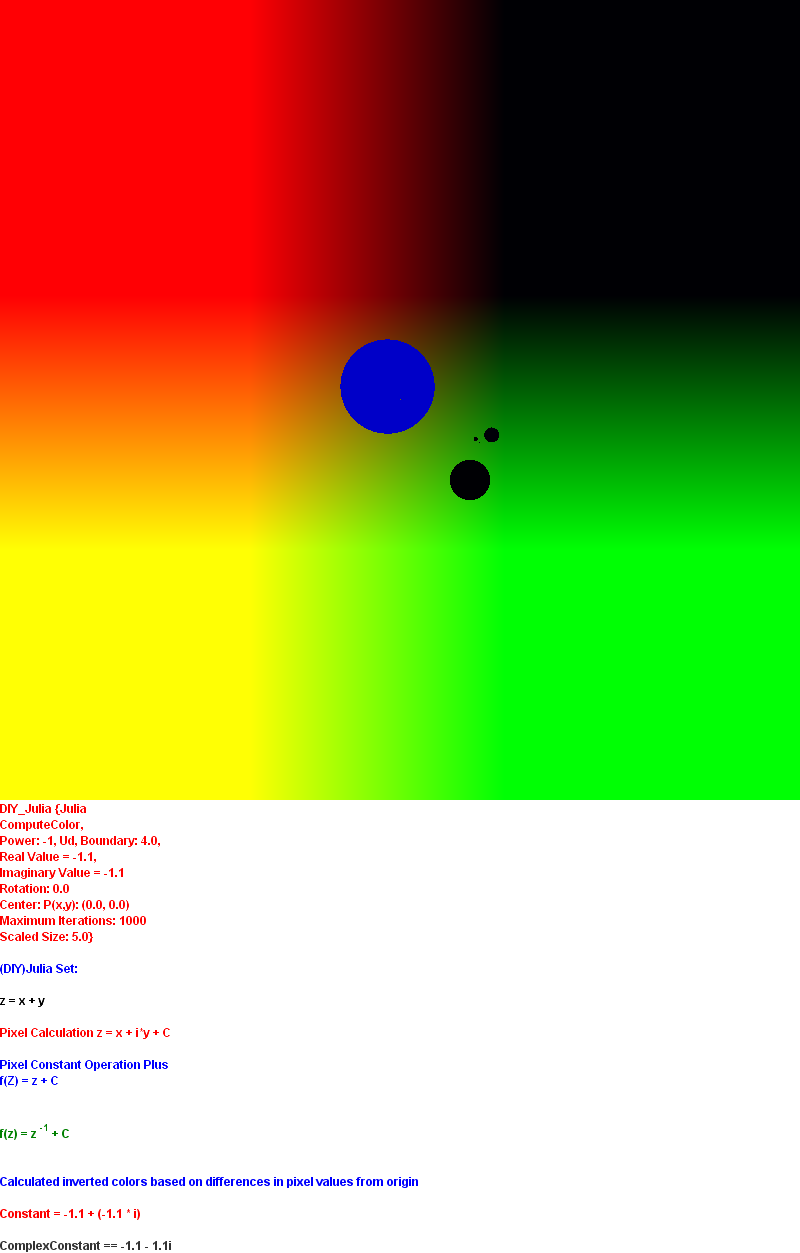 DIY_Julia {Julia
ComputeColor,
Power: -1, Ud, Boundary: 4.0,
Real Value = -1.1,
Imaginary Value = -1.1
Rotation: 0.0
Center: P(x,y): (0.0, 0.0)
Maximum Iterations: 1000
Scaled Size: 5.0}
(DIY)Julia Set:
z = x + y
Pixel Calculation z = x + i*y + C
Pixel Constant Operation Plus
f(Z) = z + C
f(z) = z -1 + C
Calculated inverted colors based on differences in pixel values from origin
Constant = -1.1 + (-1.1 * i)
ComplexConstant == -1.1 - 1.1i